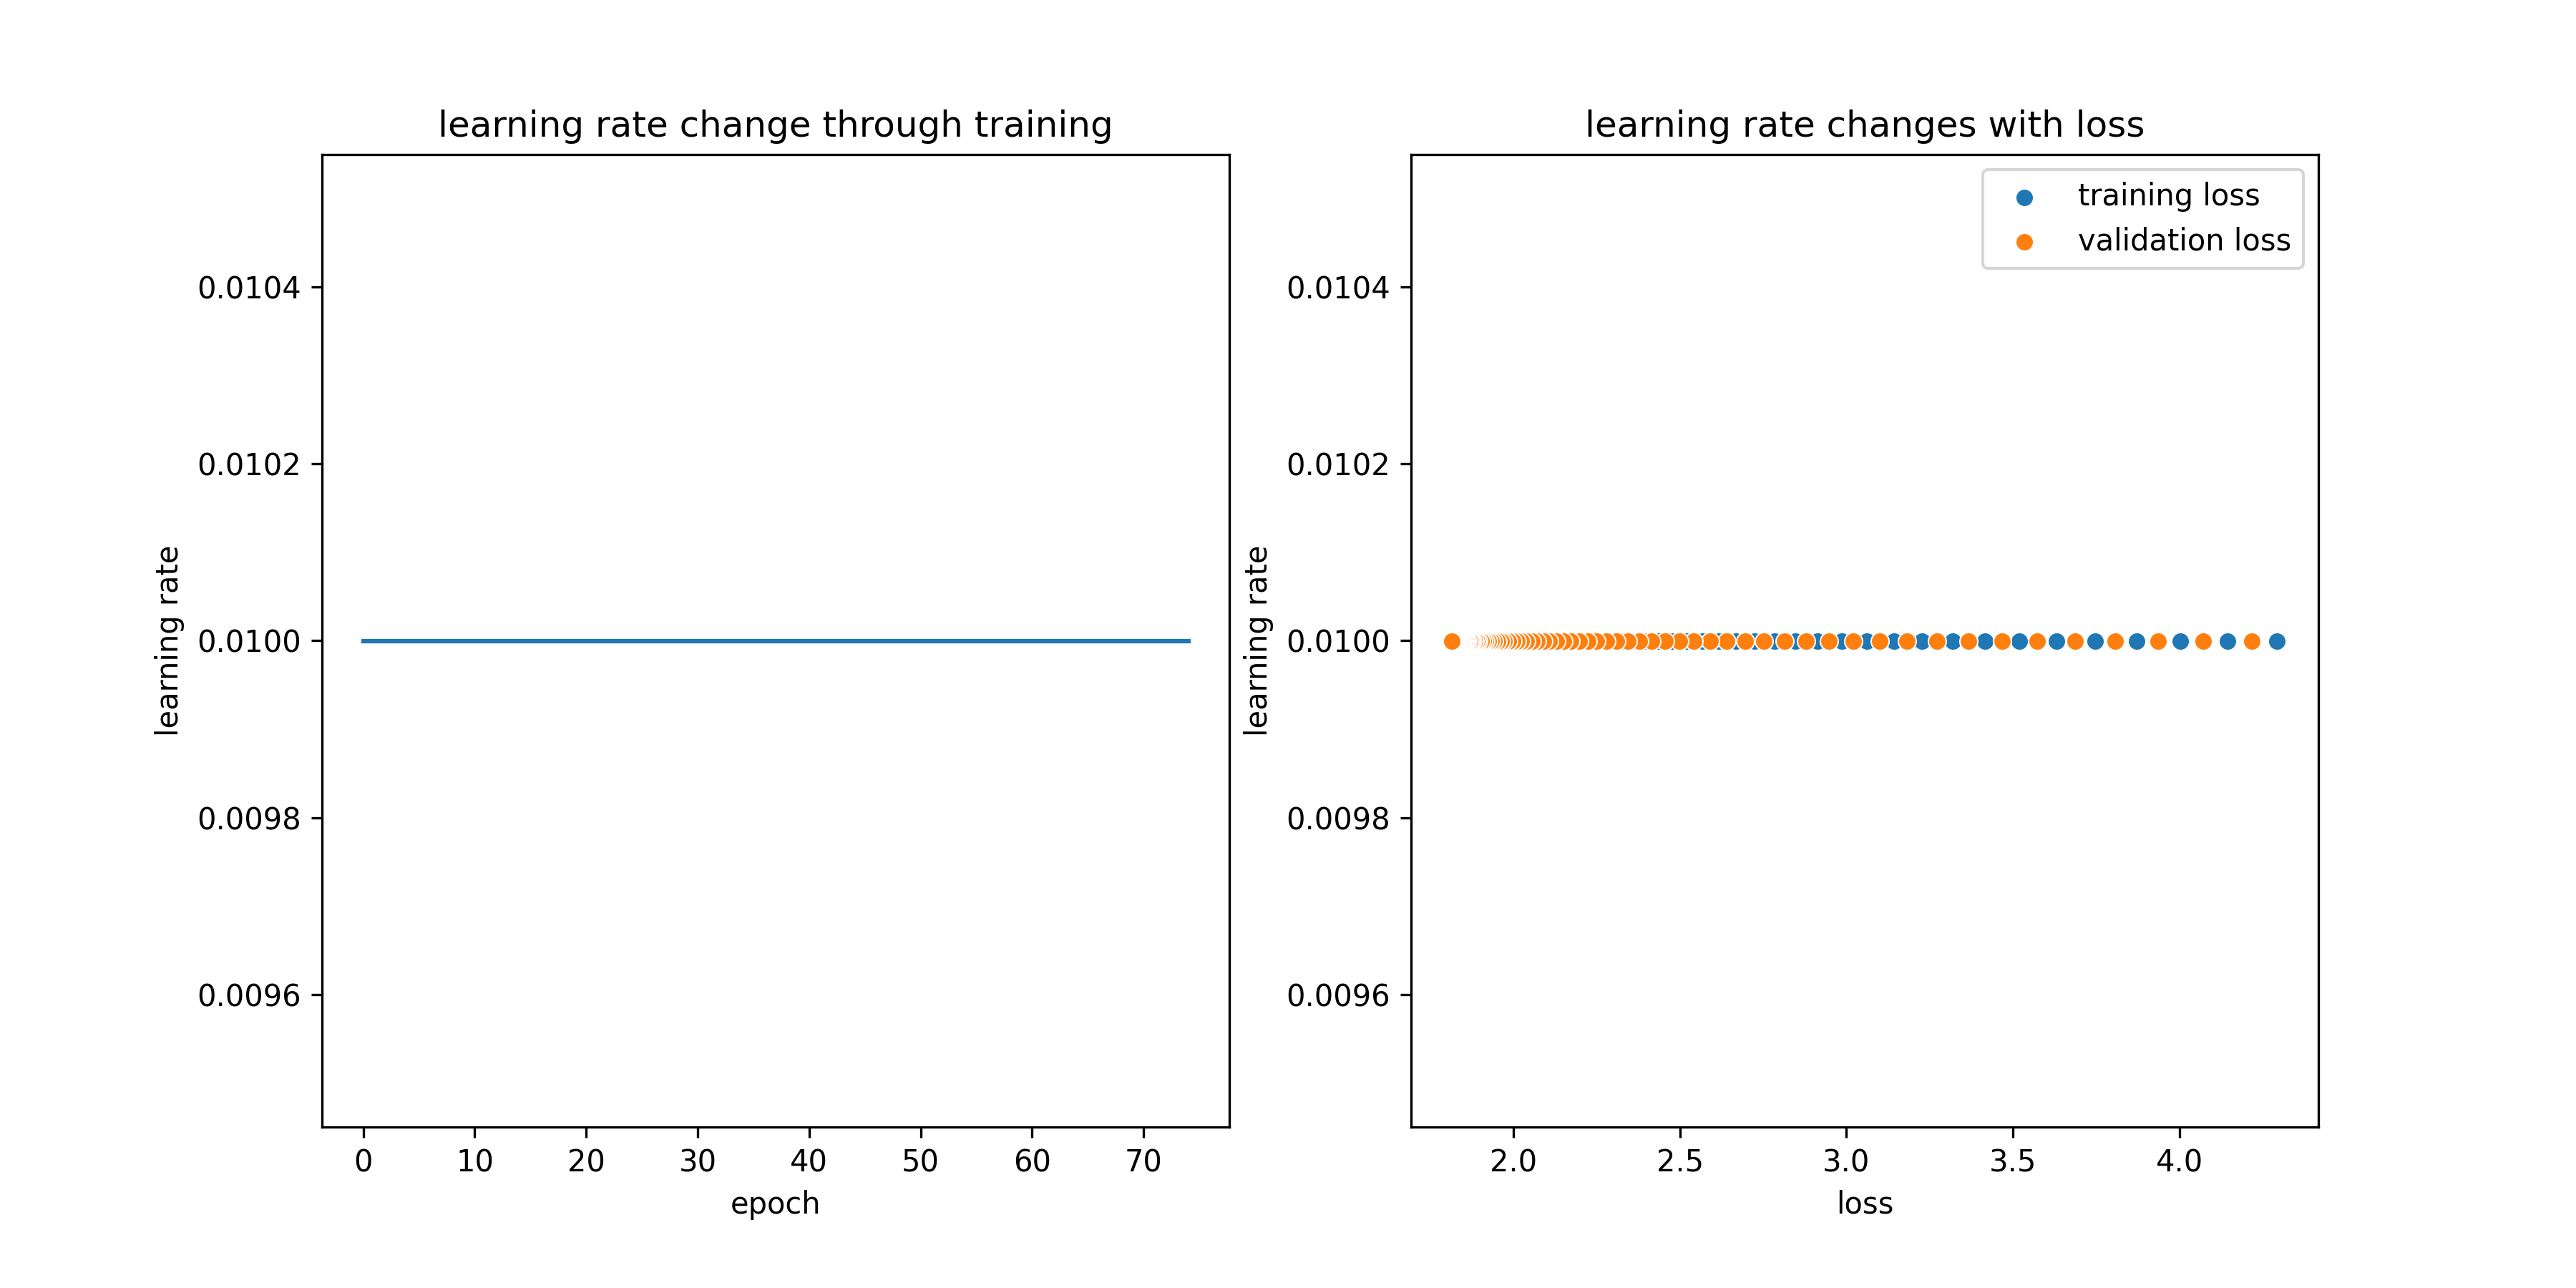 learning rate change through training
learning rate
0.0104
0.0102
0.0100
0.0098
0.0096
0 10 20 30 40 50 60 70
epoch
learning rate changes with loss
training loss
validation loss
learning rate
0.0104
0.0102
0.0100
0.0098
0.0096
2.0 2.5 3.0 3.5 4.0
loss